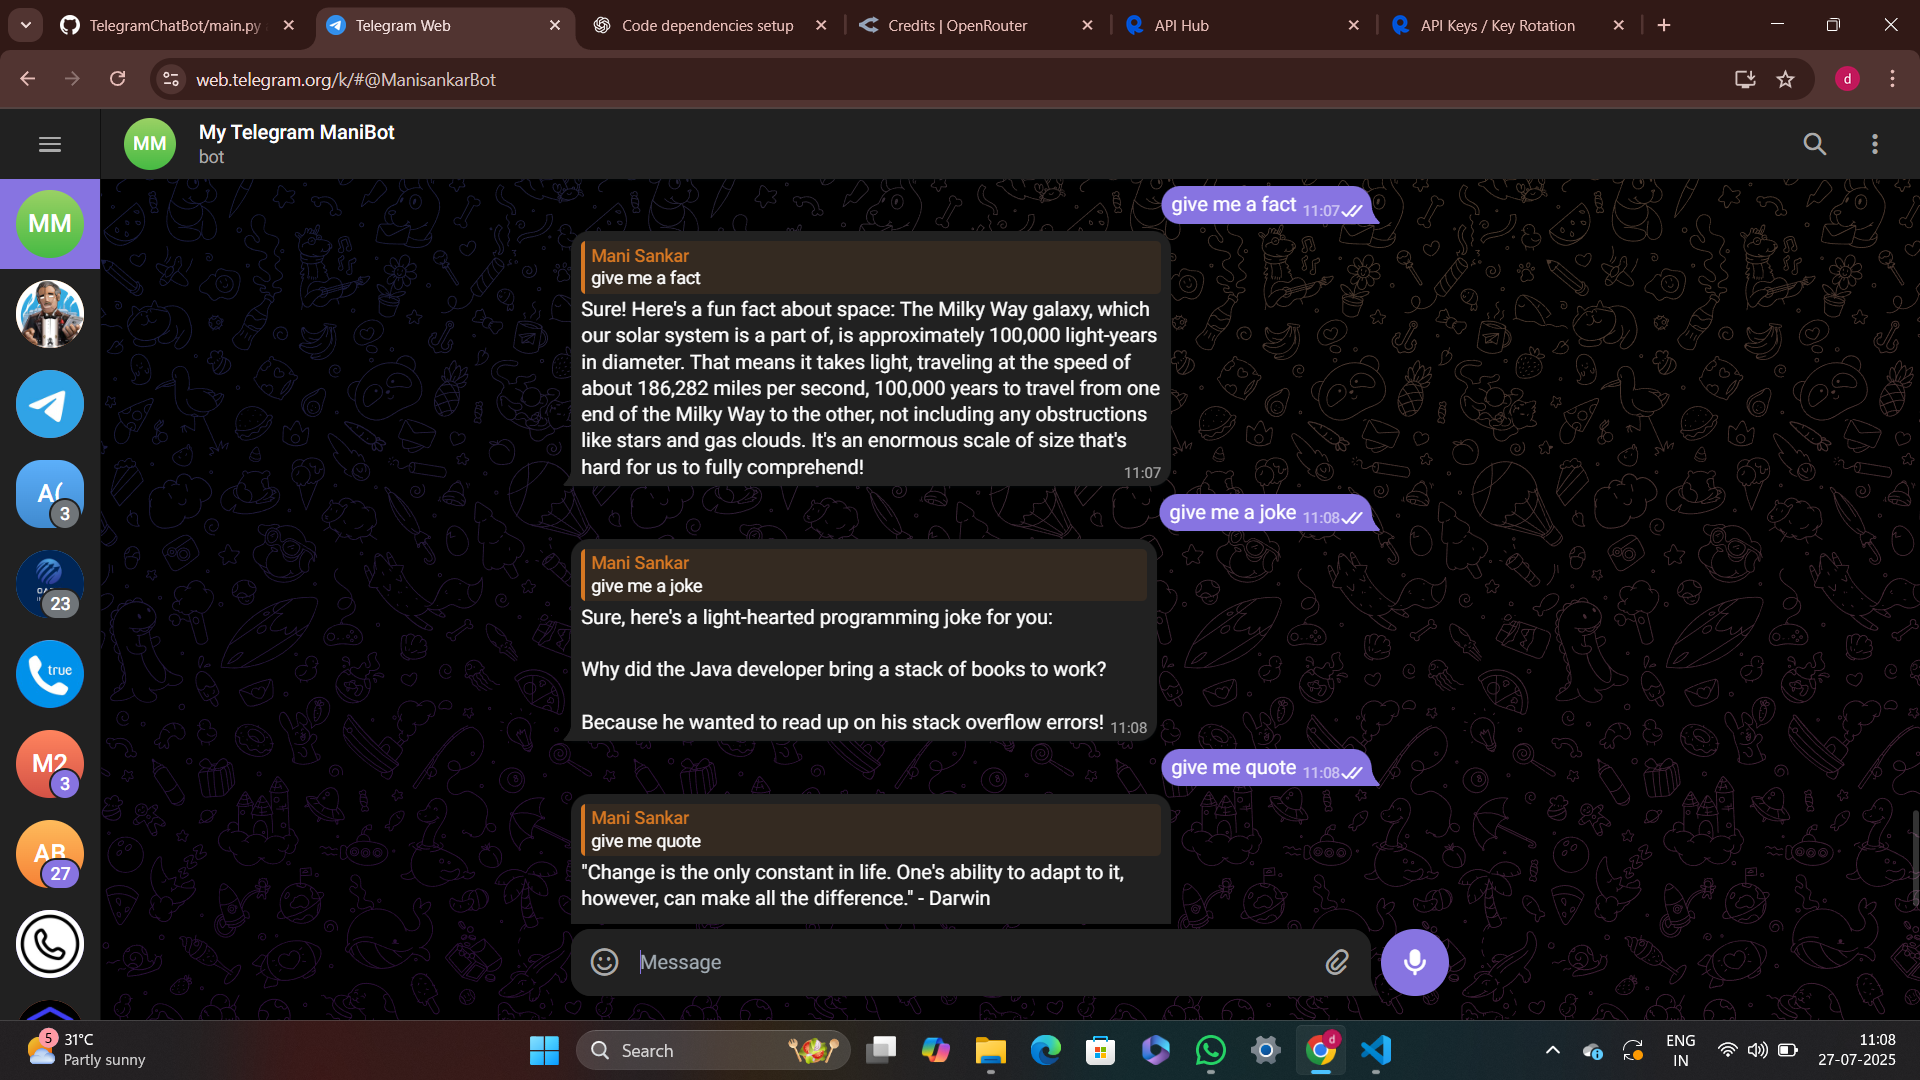 TelegramChatBot/main.py
Telegram Web
Code dependencies setup
Credits | OpenRouter
API Hub
API Keys / Key Rotation
web.telegram.org/k/#@ManisankarBot
d
MM
My Telegram ManiBot
bot
MM
A(
3
23
true
M2
3
AB
27
give me a fact 11:07
Mani Sankar
give me a fact
Sure! Here's a fun fact about space: The Milky Way galaxy, which
our solar system is a part of, is approximately 100,000 light-years
in diameter. That means it takes light, traveling at the speed of
about 186,282 miles per second, 100,000 years to travel from one
end of the Milky Way to the other, not including any obstructions
like stars and gas clouds. It's an enormous scale of size that's
hard for us to fully comprehend! 11:07
give me a joke 11:08
Mani Sankar
give me a joke
Sure, here's a light-hearted programming joke for you:
Why did the Java developer bring a stack of books to work?
Because he wanted to read up on his stack overflow errors! 11:08
give me quote 11:08
Mani Sankar
give me quote
"Change is the only constant in life. One's ability to adapt to it,
however, can make all the difference." - Darwin
Message
5
31°C
Partly sunny
Search
d
ENG
IN
11:08
27-07-2025